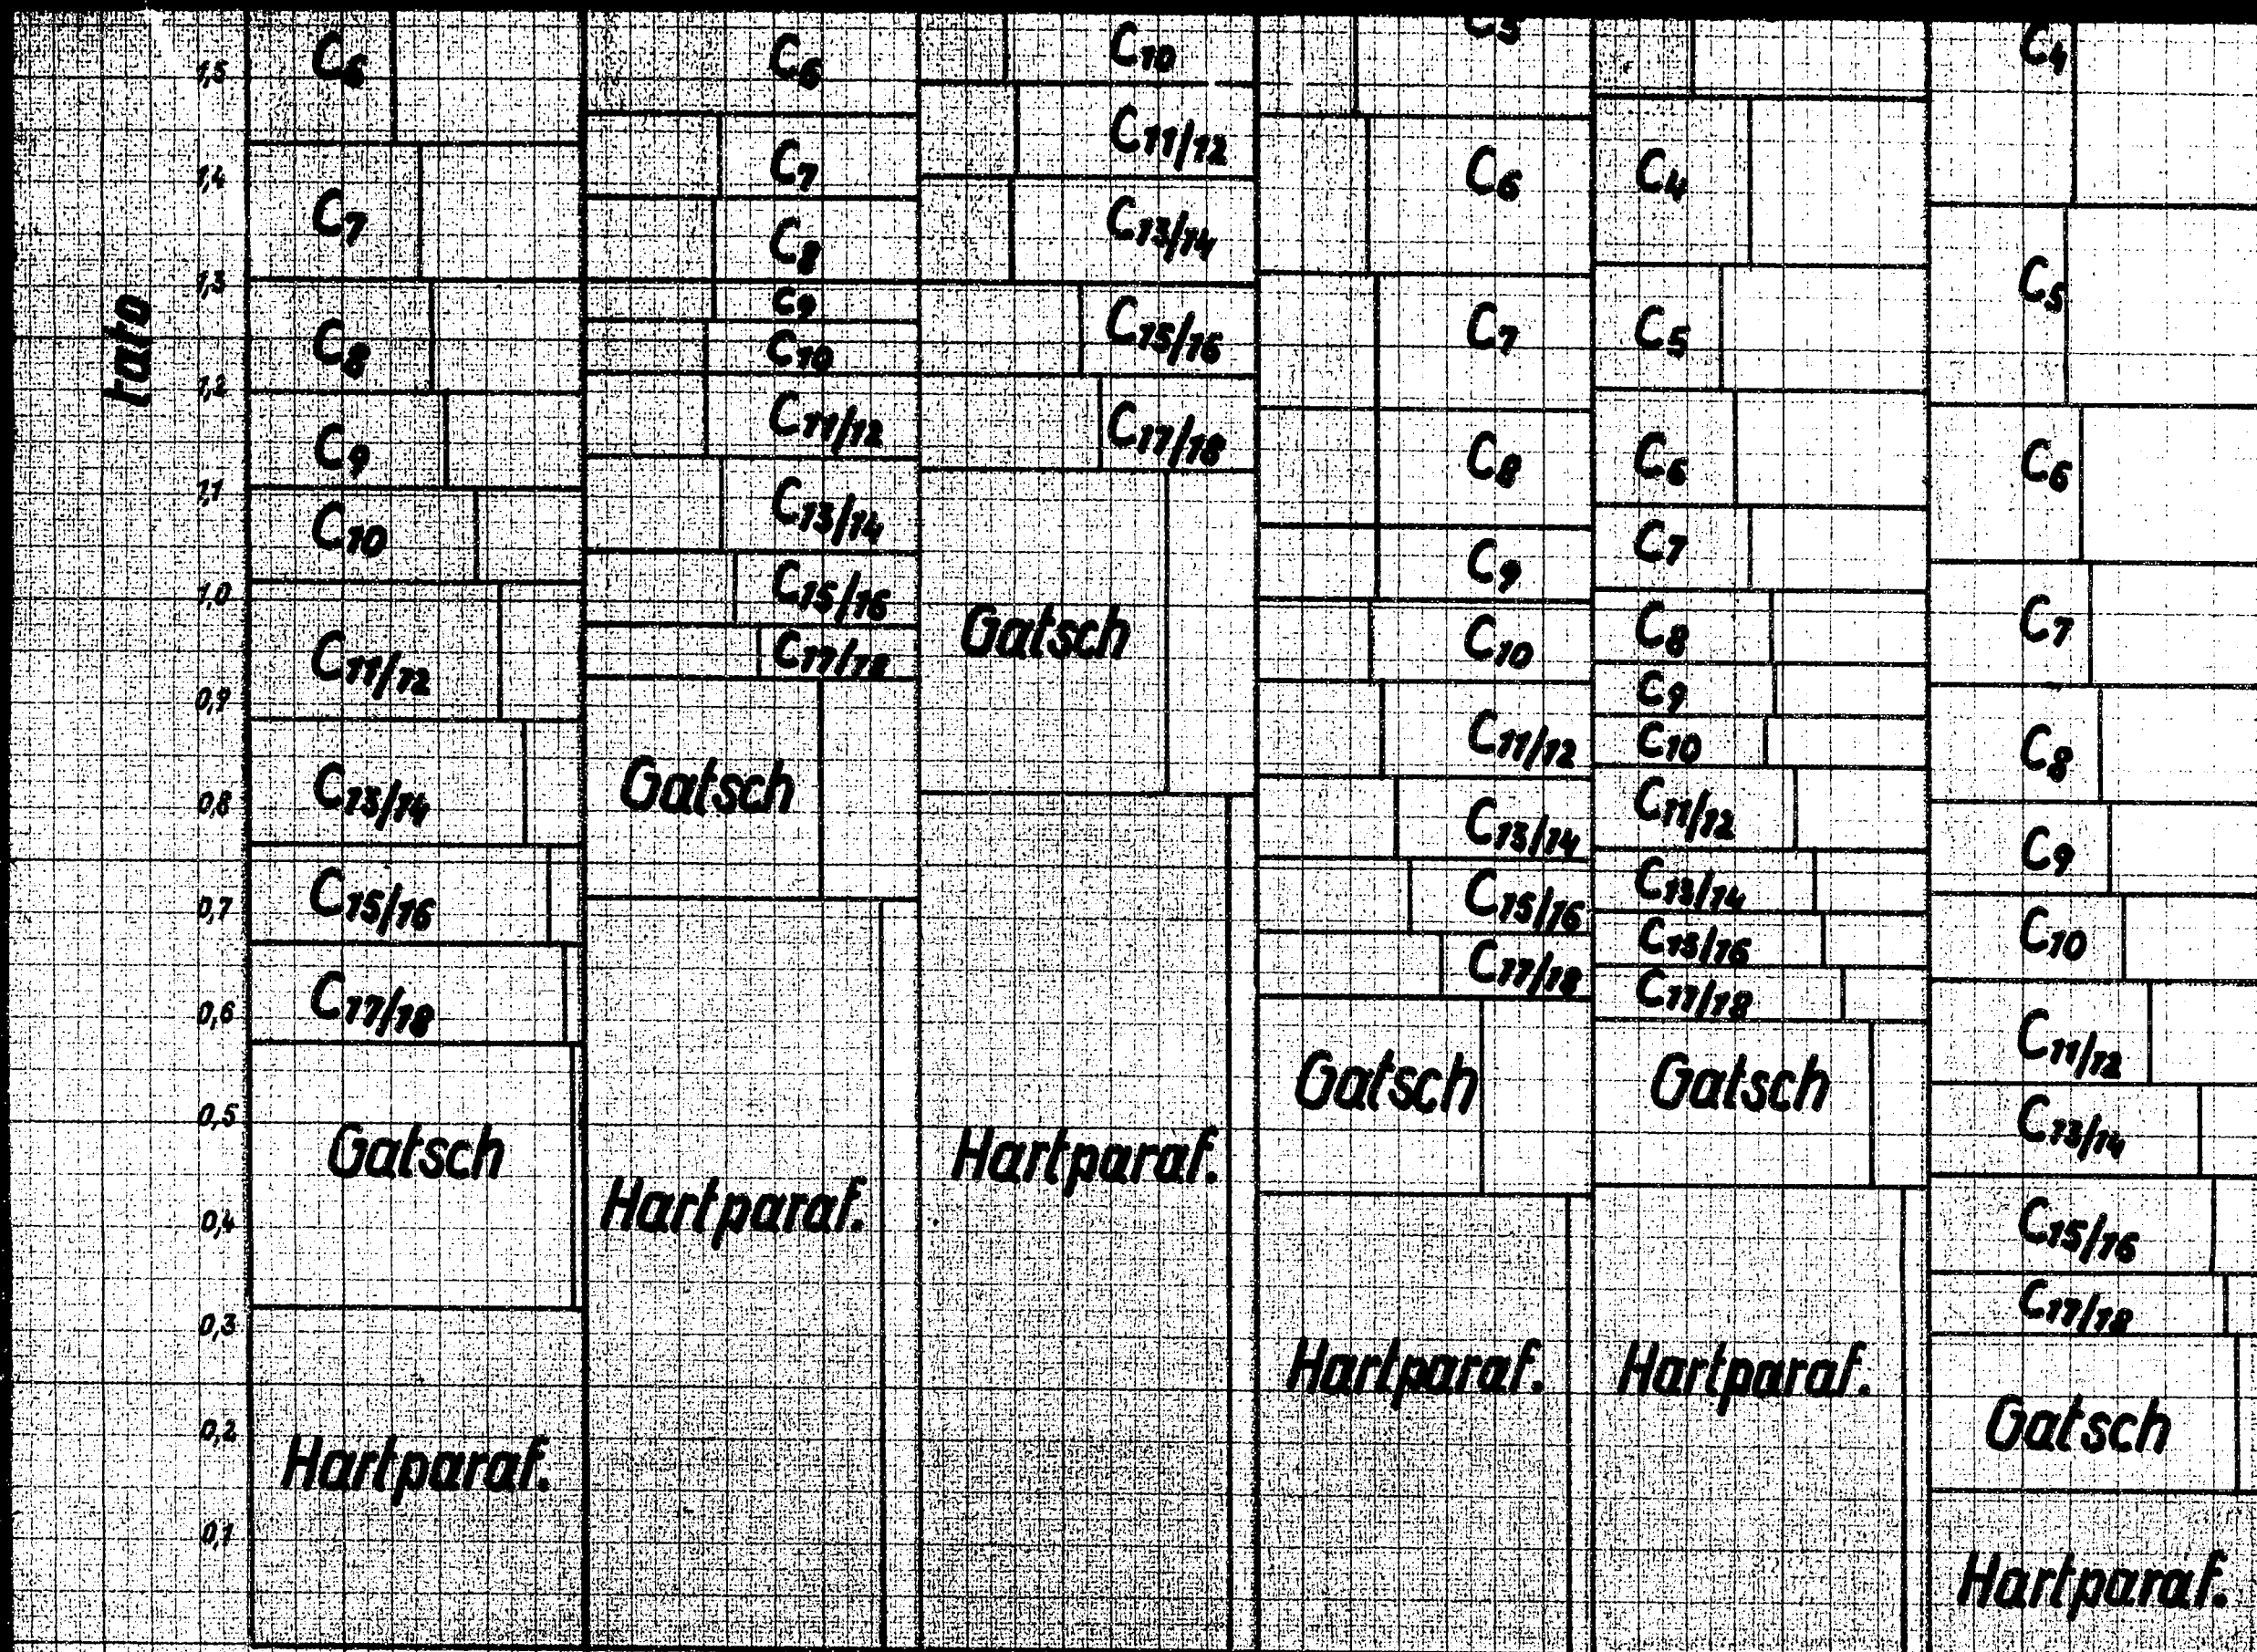 tato
1,5
1,4
1,3
1,2
1,1
1,0
0,9
0,8
0,7
0,6
0,5
0,4
0,3
0,2
0,1
C6
C7
C8
C9
C10
C11/12
C13/14
C15/16
C17/18
Gatsch
Hartparaf.
C6
C7
C8
C9
C10
C11/12
C13/14
C15/16
C17/18
Gatsch
Hartparaf.
C10
C11/12
C13/14
C15/16
C17/18
Gatsch
Hartparaf.
C5
C6
C7
C8
C9
C10
C11/12
C13/14
C15/16
C17/18
Gatsch
Hartparaf.
C4
C5
C6
C7
C8
C9
C10
C11/12
C13/14
C15/16
C17/18
Gatsch
Hartparaf.
C4
C5
C6
C7
C8
C9
C10
C11/12
C13/14
C15/16
C17/18
Gatsch
Hartparaf.